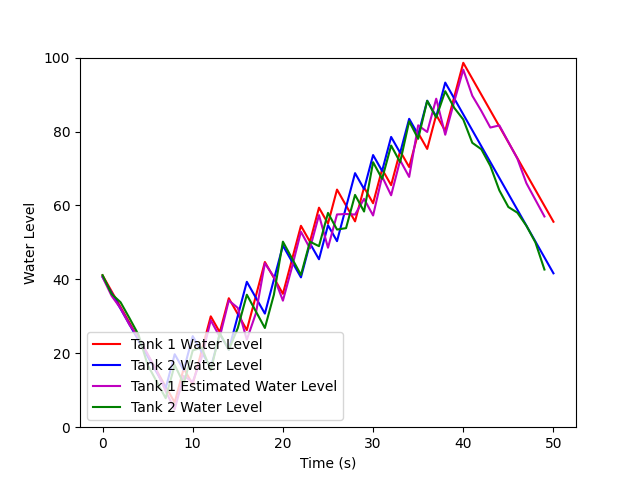 100
80
60
40
20
0
Water Level
Tank 1 Water Level
Tank 2 Water Level
Tank 1 Estimated Water Level
Tank 2 Water Level
0 10 20 30 40 50
Time (s)